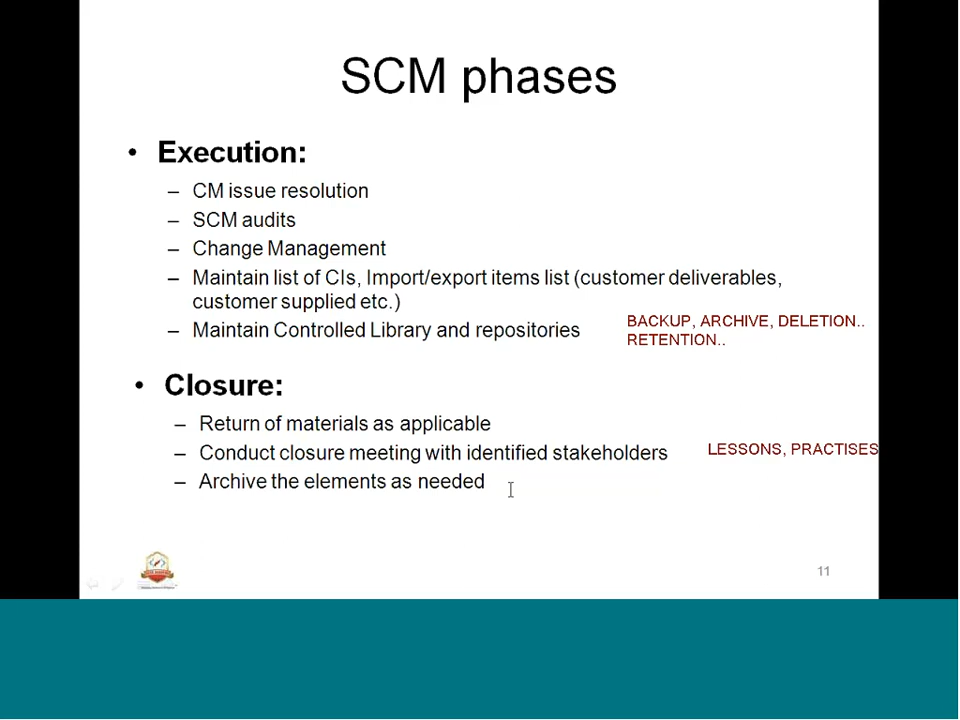 SCM phases
• Execution:
– CM issue resolution
– SCM audits
– Change Management
– Maintain list of CIs, Import/export items list (customer deliverables,
customer supplied etc.)
– Maintain Controlled Library and repositories
BACKUP, ARCHIVE, DELETION..
RETENTION..
• Closure:
– Return of materials as applicable
– Conduct closure meeting with identified stakeholders
LESSONS, PRACTISES
– Archive the elements as needed
11